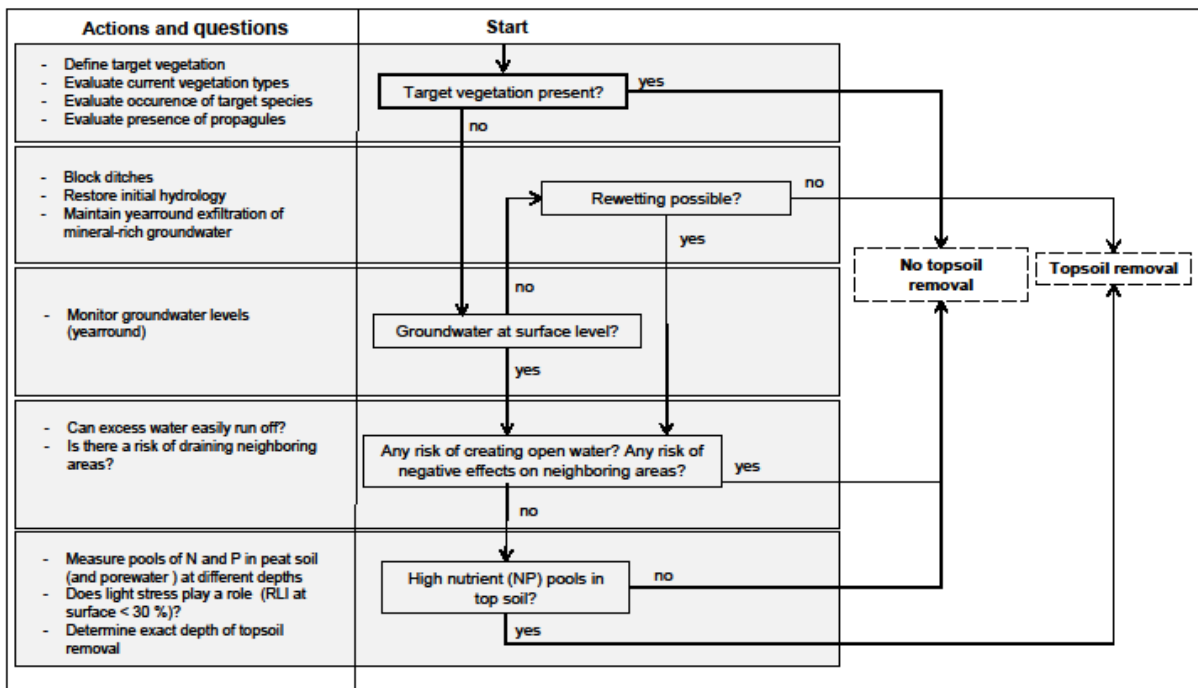 Actions and questions
Start
- Define target vegetation
- Evaluate current vegetation types
- Evaluate occurence of target species
- Evaluate presence of propagules
Target vegetation present?
yes
no
- Block ditches
- Restore initial hydrology
- Maintain yearround exfiltration of
mineral-rich groundwater
Rewetting possible?
no
yes
No topsoil
removal
Topsoil removal
- Monitor groundwater levels
(yearround)
no
Groundwater at surface level?
yes
- Can excess water easily run off?
- Is there a risk of draining neighboring
areas?
Any risk of creating open water? Any risk of
negative effects on neighboring areas?
yes
no
- Measure pools of N and P in peat soil
(and porewater ) at different depths
- Does light stress play a role (RLI at
surface < 30 %)?
- Determine exact depth of topsoil
removal
High nutrient (NP) pools in
top soil?
no
yes